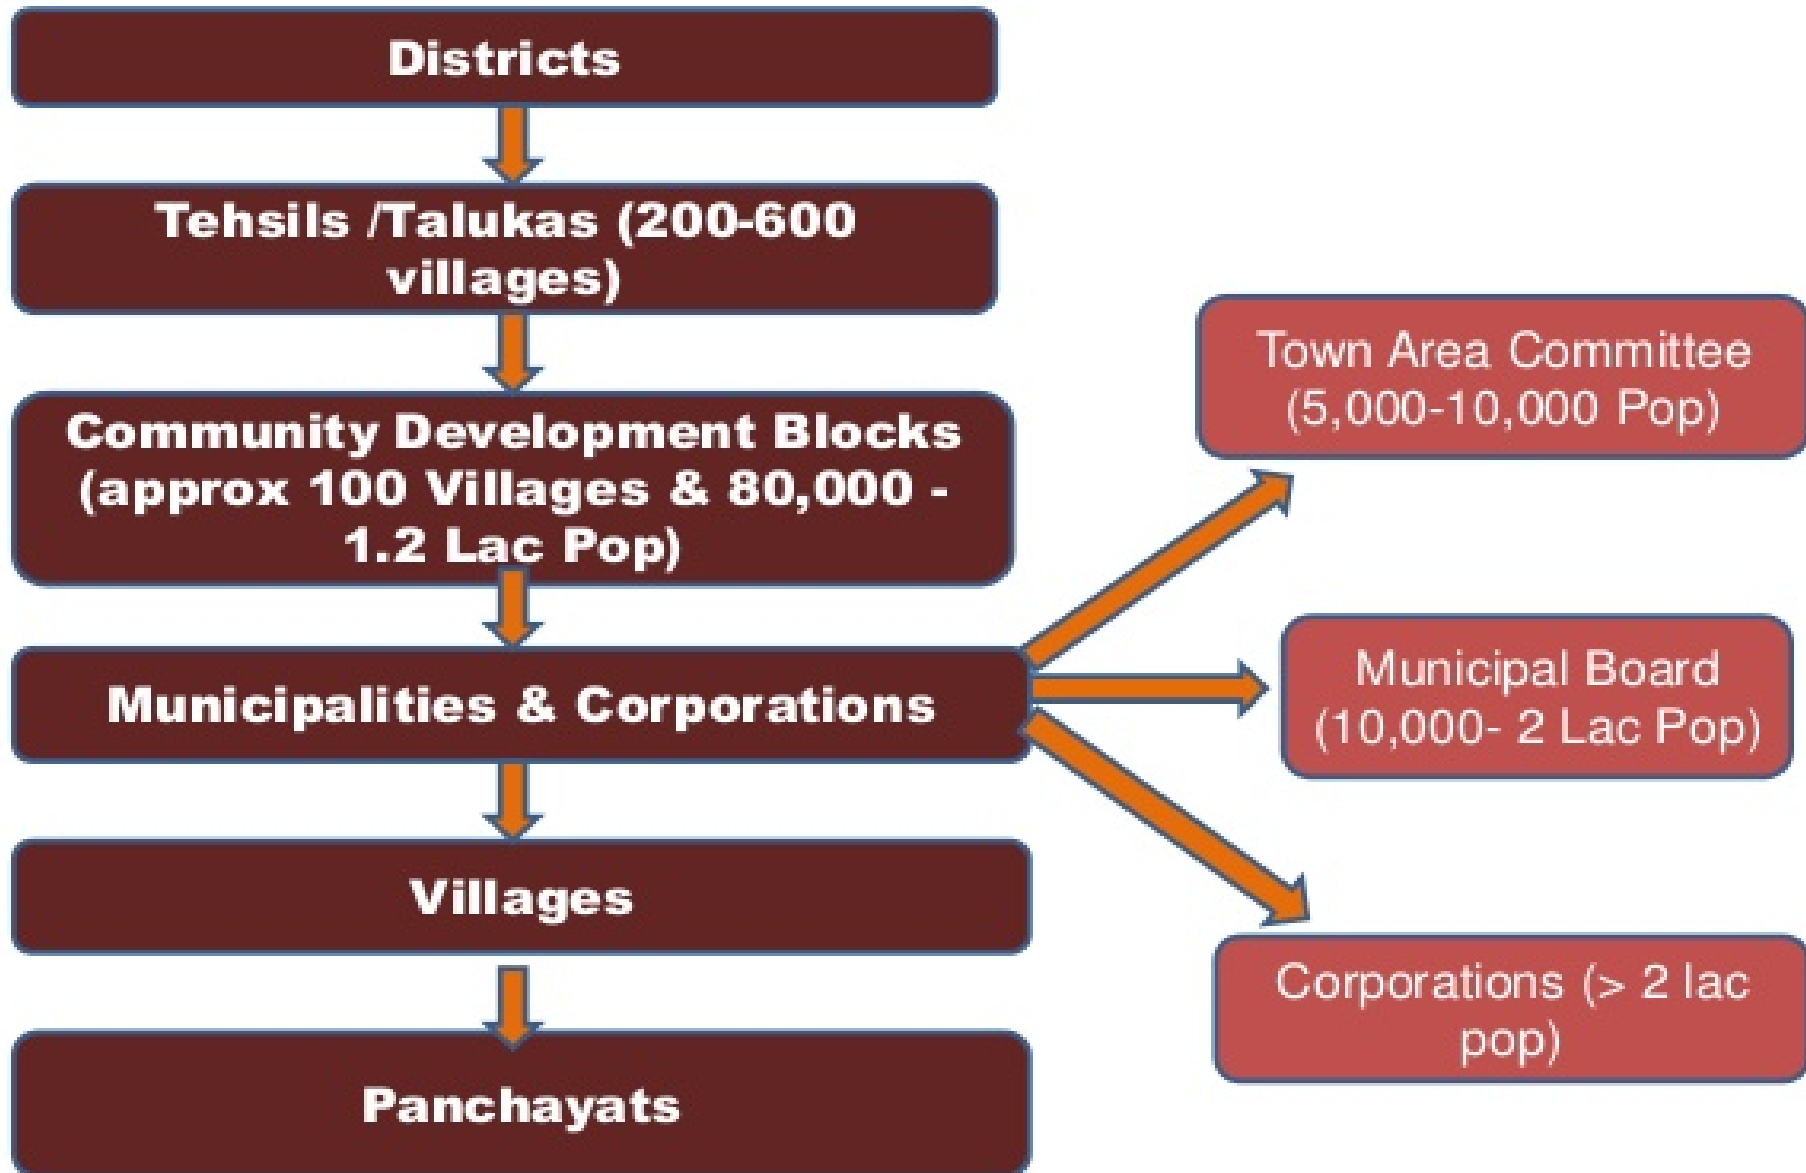 Districts
Tehsils /Talukas (200-600
villages)
Community Development Blocks
(approx 100 Villages & 80,000 -
1.2 Lac Pop)
Municipalities & Corporations
Villages
Panchayats
Town Area Committee
(5,000-10,000 Pop)
Municipal Board
(10,000- 2 Lac Pop)
Corporations (> 2 lac
pop)